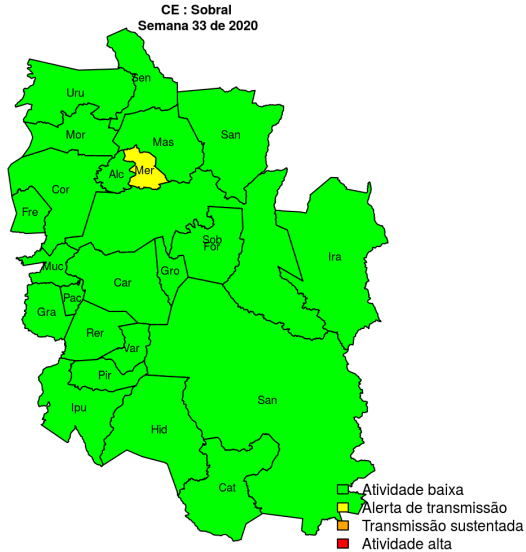 CE : Sobral
Semana 33 de 2020
Sen
Uru
Mor
Mas
San
Alc
Mer
Cor
Fre
Sob
For
Ira
Muc
Gro
Car
Pac
Gra
Rer
Var
Pir
San
Ipu
Hid
Cat
Atividade baixa
Alerta de transmissão
Transmissão sustentada
Atividade alta